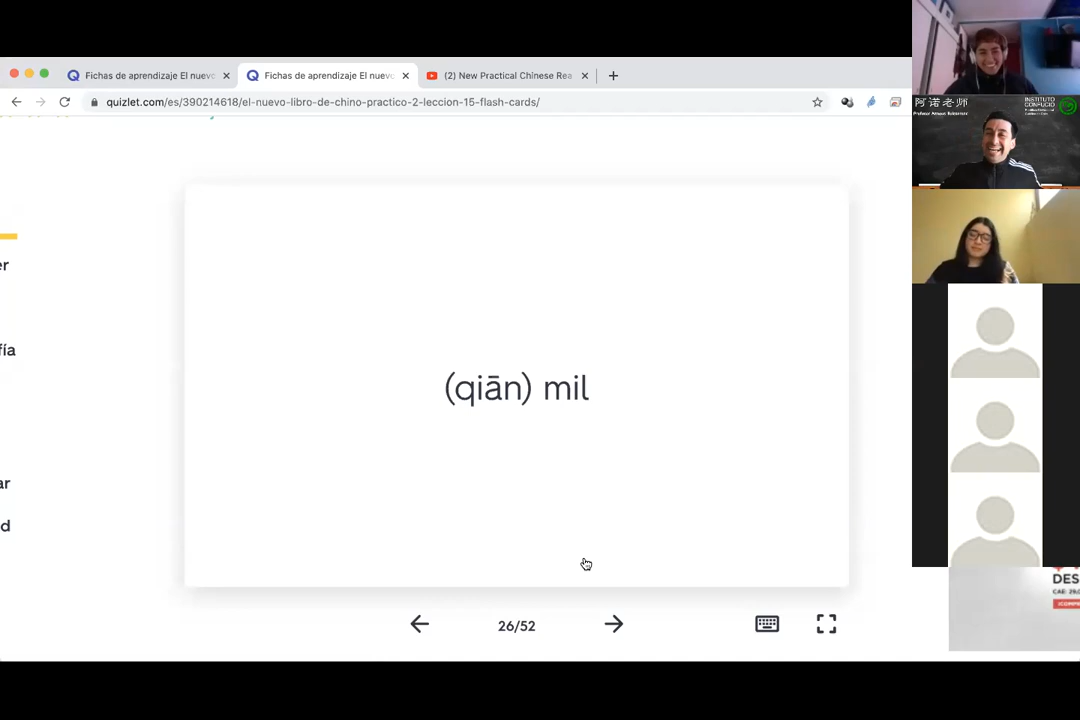 Fichas de aprendizaje El nuevo
Fichas de aprendizaje El nuevo
(2) New Practical Chinese Rea
quizlet.com/es/390214618/el-nuevo-libro-de-chino-practico-2-leccion-15-flash-cards/
阿诺老师
INSTITUTO
CONFUCIO
er
(qiān) mil
fía
ar
d
26/52
DES